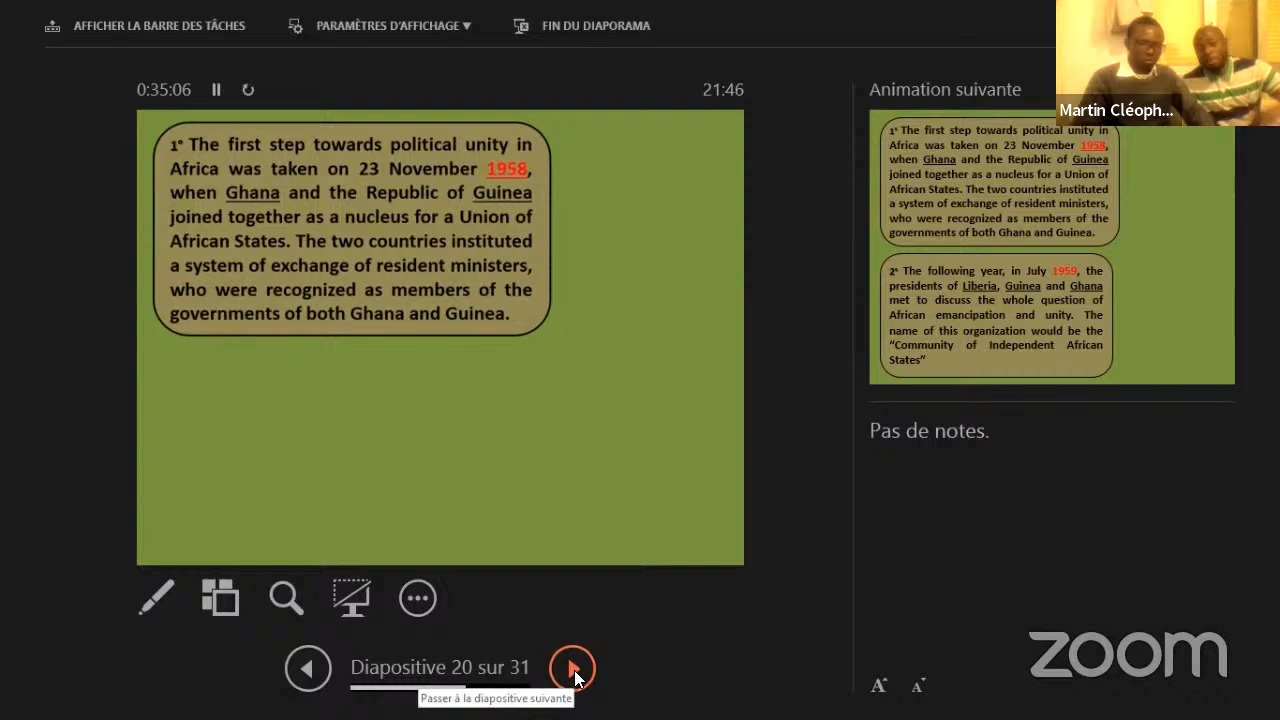 AFFICHER LA BARRE DES TÂCHES
PARAMÈTRES D'AFFICHAGE ▼
FIN DU DIAPORAMA
Martin Cléoph...
0:35:06
21:46
1° The first step towards political unity in
Africa was taken on 23 November 1958,
when Ghana and the Republic of Guinea
joined together as a nucleus for a Union of
African States. The two countries instituted
a system of exchange of resident ministers,
who were recognized as members of the
governments of both Ghana and Guinea.
Animation suivante
1° The first step towards political unity in
Africa was taken on 23 November 1958,
when Ghana and the Republic of Guinea
joined together as a nucleus for a Union of
African States. The two countries instituted
a system of exchange of resident ministers,
who were recognized as members of the
governments of both Ghana and Guinea.
2° The following year, in July 1959, the
presidents of Liberia, Guinea and Ghana
met to discuss the whole question of
African emancipation and unity. The
name of this organization would be the
"Community of Independent African
States"
Pas de notes.
Diapositive 20 sur 31
Passer à la diapositive suivante
A A
zoom